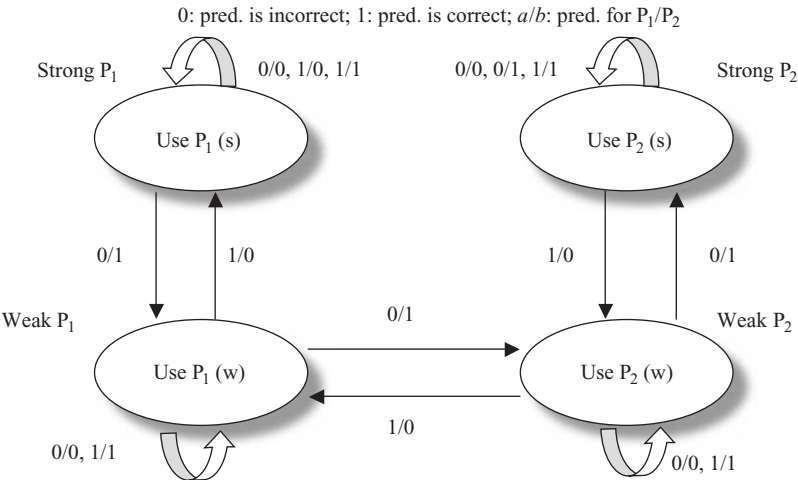 0: pred. is incorrect; 1: pred. is correct; a/b: pred. for P1/P2
Strong P1
0/0, 1/0, 1/1
0/0, 0/1, 1/1
Strong P2
Use P1 (s)
Use P2 (s)
0/1
1/0
1/0
0/1
Weak P1
0/1
Weak P2
Use P1 (w)
Use P2 (w)
1/0
0/0, 1/1
0/0, 1/1